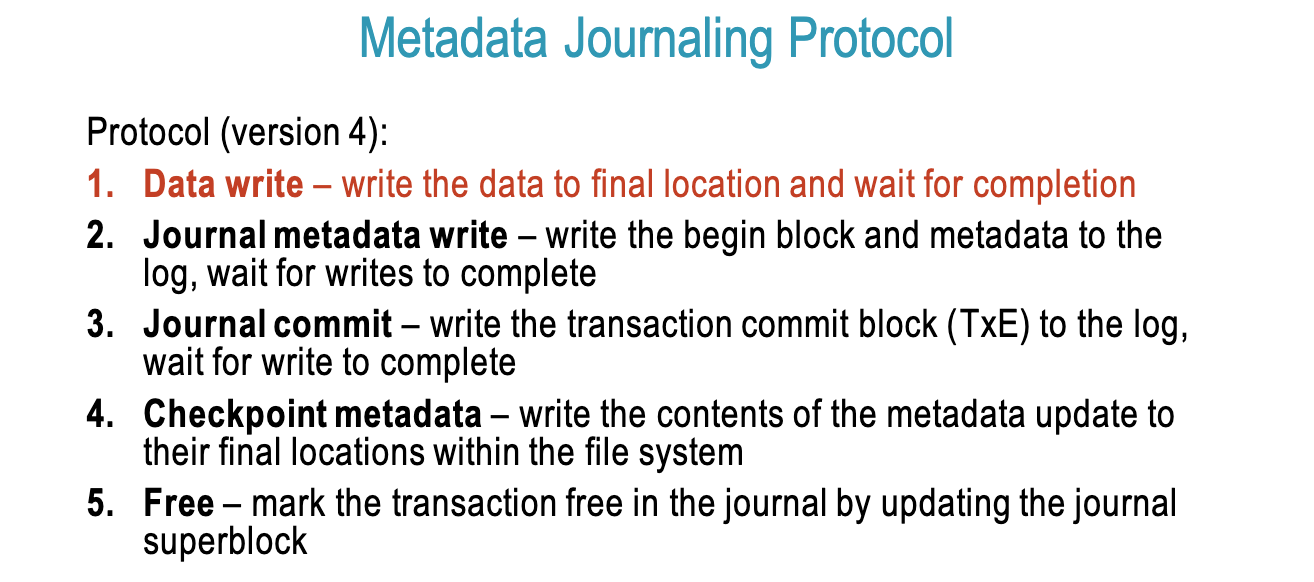 Metadata Journaling Protocol
Protocol (version 4):
1. Data write – write the data to final location and wait for completion
2. Journal metadata write – write the begin block and metadata to the
log, wait for writes to complete
3. Journal commit – write the transaction commit block (TxE) to the log,
wait for write to complete
4. Checkpoint metadata – write the contents of the metadata update to
their final locations within the file system
5. Free – mark the transaction free in the journal by updating the journal
superblock